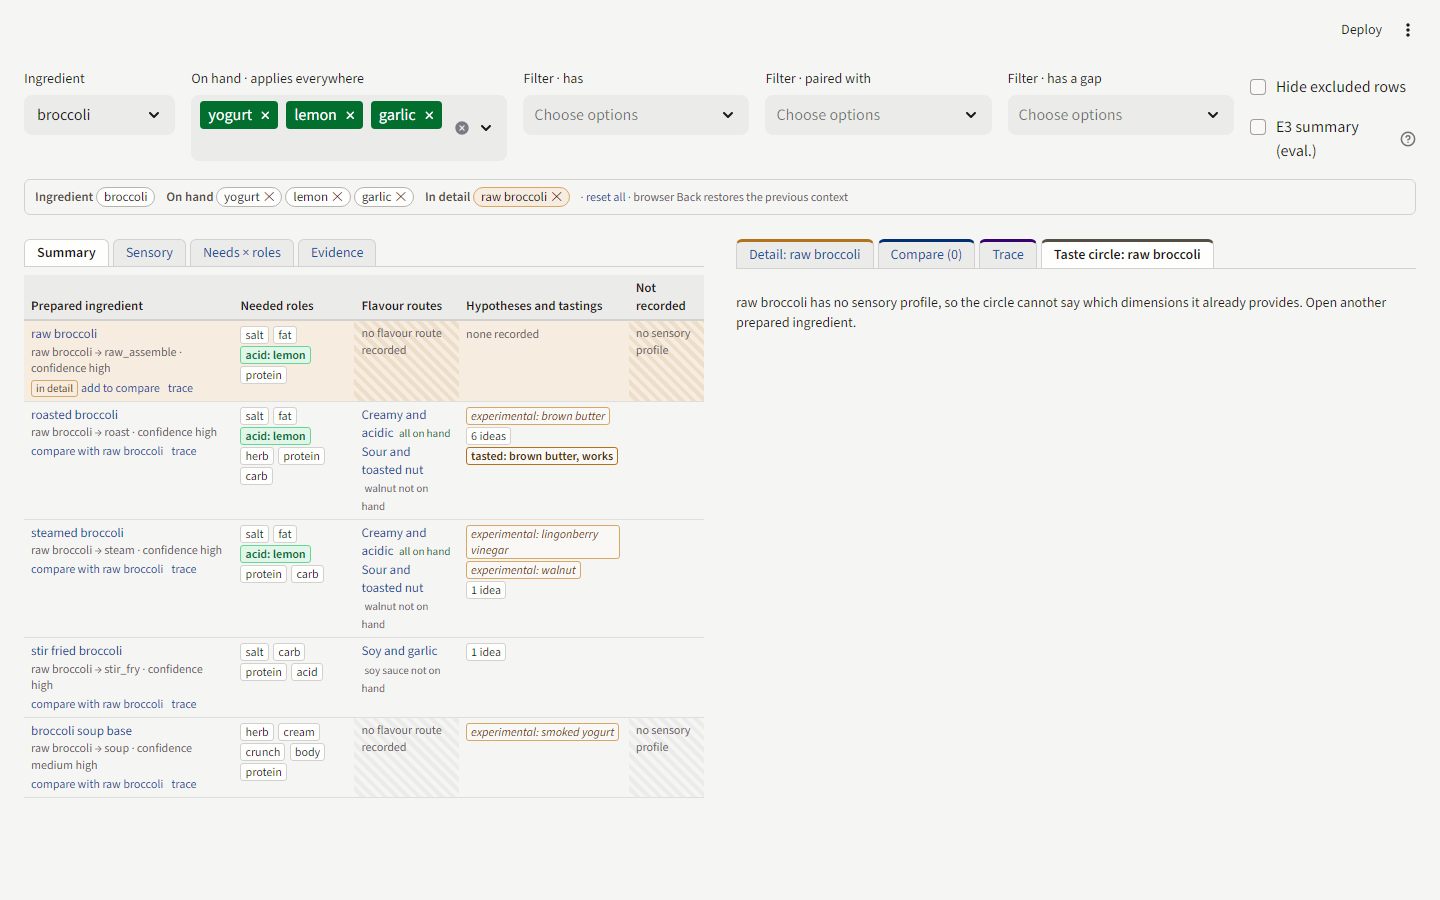 Deploy
Ingredient
On hand · applies everywhere
Filter · has
Filter · paired with
Filter · has a gap
broccoli
yogurt ×
lemon ×
garlic ×
Choose options
Choose options
Choose options
Hide excluded rows
E3 summary
(eval.)
Ingredient broccoli On hand yogurt × lemon × garlic × In detail raw broccoli × · reset all · browser Back restores the previous context
Summary
Sensory
Needs × roles
Evidence
Detail: raw broccoli
Compare (0)
Trace
Taste circle: raw broccoli
raw broccoli has no sensory profile, so the circle cannot say which dimensions it already provides. Open another
prepared ingredient.
Prepared ingredient
Needed roles
Flavour routes
Hypotheses and tastings
Not
recorded
raw broccoli
raw broccoli → raw_assemble ·
confidence high
in detail add to compare trace
salt fat
acid: lemon
protein
no flavour route
recorded
none recorded
no sensory
profile
roasted broccoli
raw broccoli → roast · confidence high
compare with raw broccoli trace
salt fat
acid: lemon
herb protein
carb
Creamy and
acidic all on hand
Sour and
toasted nut
walnut not on
hand
experimental: brown butter
6 ideas
tasted: brown butter, works
steamed broccoli
raw broccoli → steam · confidence high
compare with raw broccoli trace
salt fat
acid: lemon
protein carb
Creamy and
acidic all on hand
Sour and
toasted nut
walnut not on
hand
experimental: lingonberry
vinegar
experimental: walnut
1 idea
stir fried broccoli
raw broccoli → stir_fry · confidence
high
compare with raw broccoli trace
salt carb
protein acid
Soy and garlic
soy sauce not on
hand
1 idea
broccoli soup base
raw broccoli → soup · confidence
medium high
compare with raw broccoli trace
herb cream
crunch body
protein
no flavour route
recorded
experimental: smoked yogurt
no sensory
profile